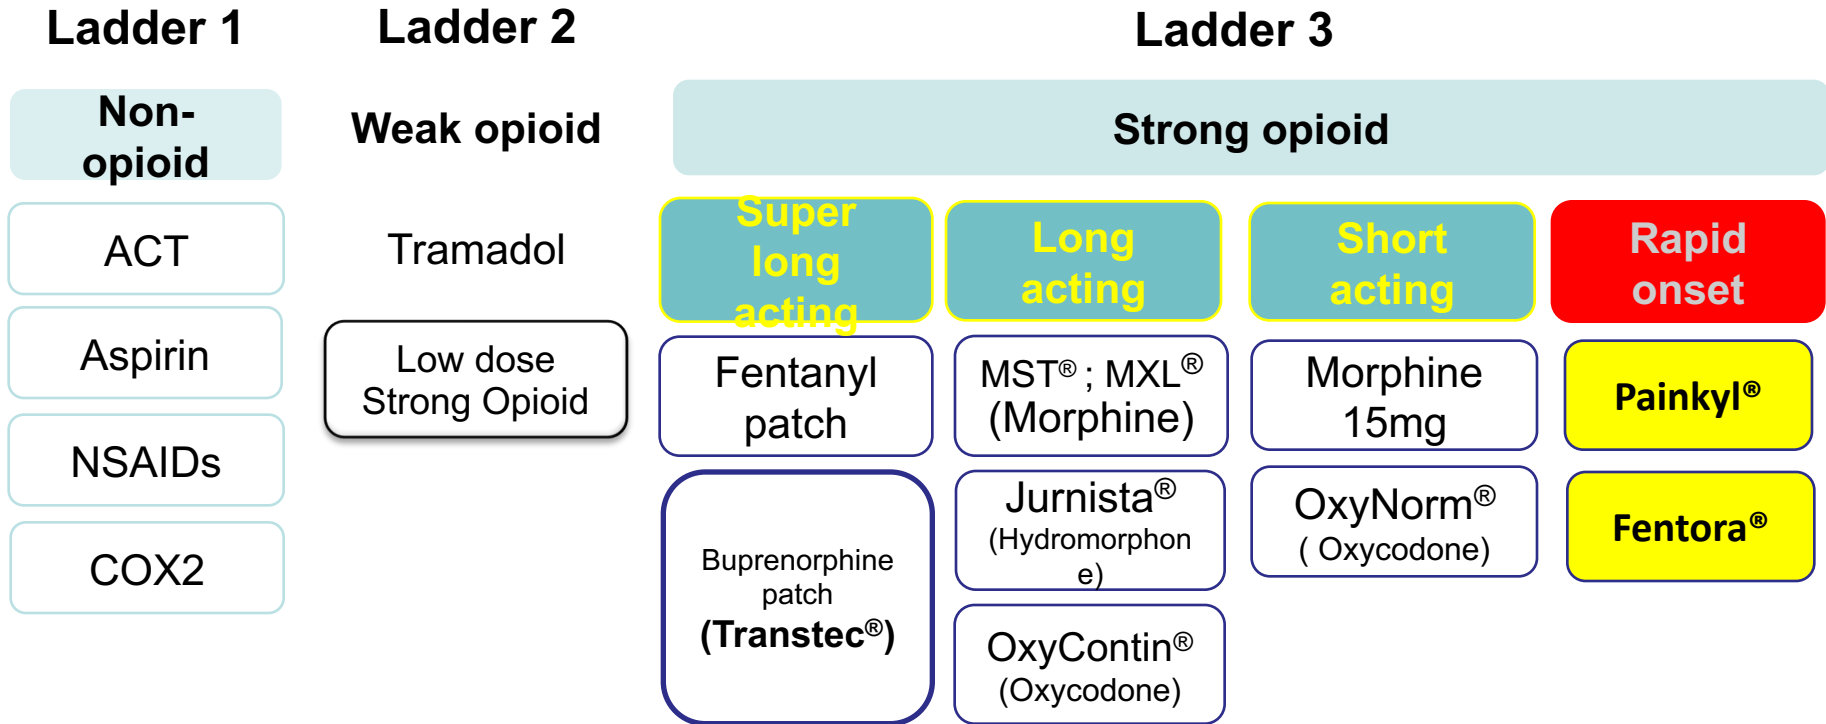 Ladder 1
Ladder 2
Ladder 3
Non-
opioid
Weak opioid
Strong opioid
ACT
Aspirin
NSAIDs
COX2
Tramadol
Low dose
Strong Opioid
Super
long
acting
Fentanyl
patch
Buprenorphine
patch
(Transtec®)
Long
acting
MST® ; MXL®
(Morphine)
Jurnista®
(Hydromorphon
e)
OxyContin®
(Oxycodone)
Short
acting
Morphine
15mg
OxyNorm®
( Oxycodone)
Rapid
onset
Painkyl®
Fentora®